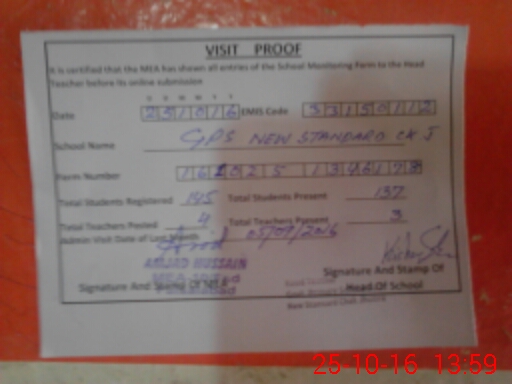 VISIT PROOF
It is certified that the MEA has shown all entries of the School Monitoring Form to the Head
Teacher before its online submission
D D M M Y Y
Date 251016 EMIS Code 33150112
School Name GPS NEW STANDARD CK J
Form Number
Total Students Registered 145 Total Students Present 137
Total Teachers Posted 4 Total Teachers Present 3
Admin Visit Date of Last Month 05/09/2016
AMJAD HUSSAIN
Signature And Stamp Of MEA
Signature And Stamp Of
Head Of School
25-10-16 13:59